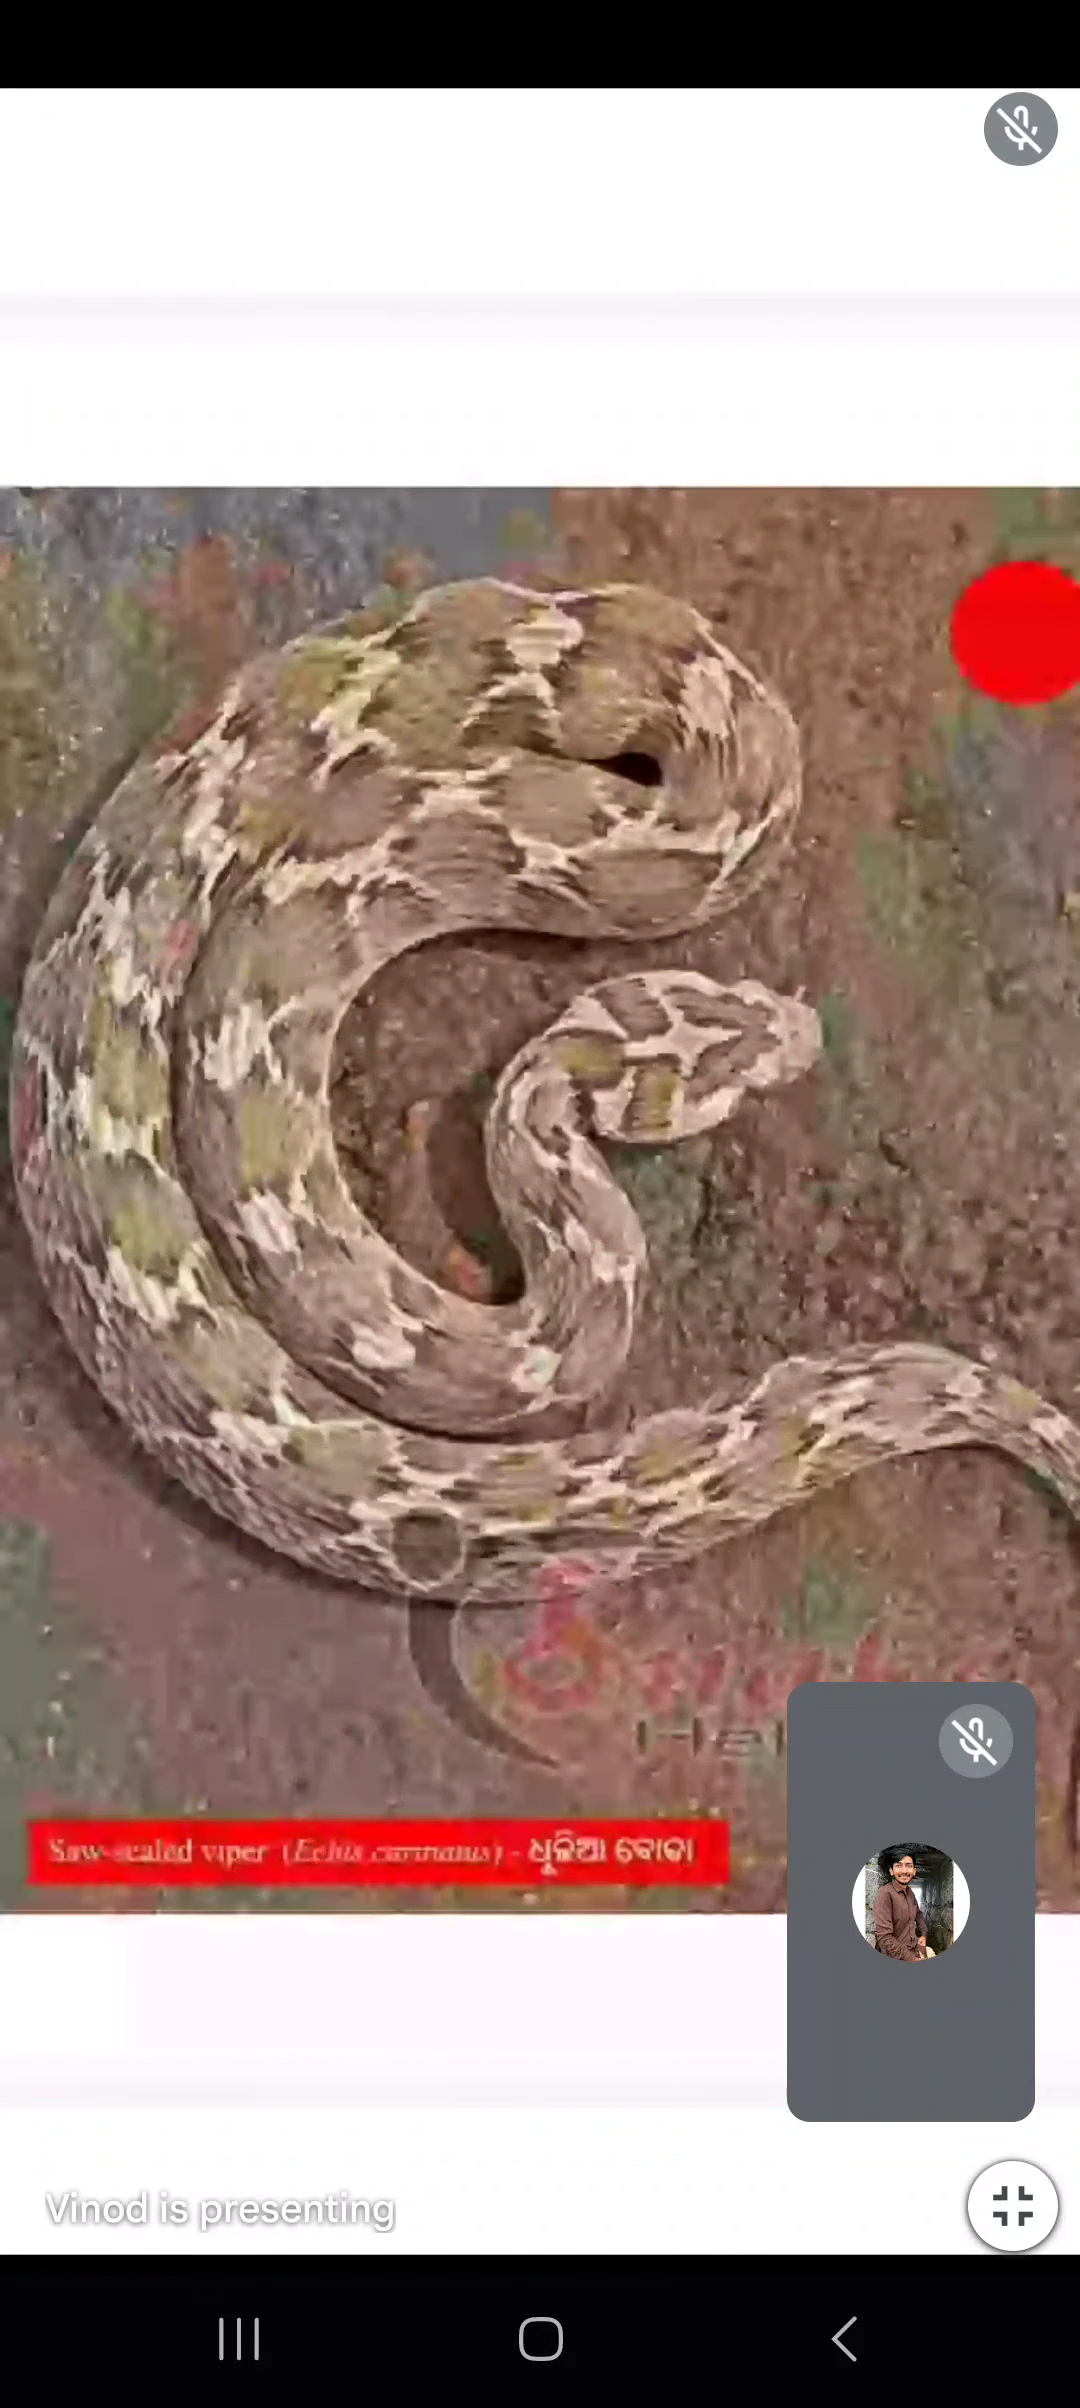 Saw-scaled viper (Echis carinatus) - ଧୂଳିଆ ବୋଡା
Vinod is presenting